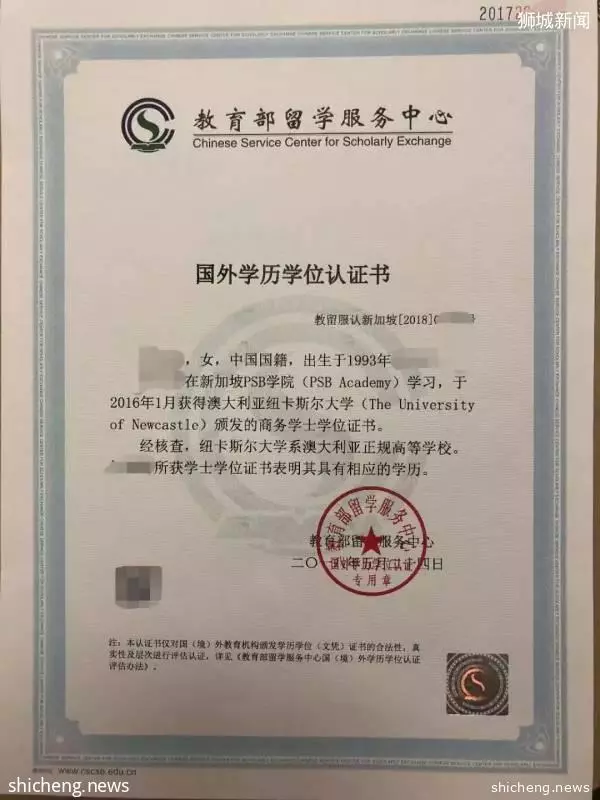 201720
狮城新闻
教育部留学服务中心
Chinese Service Center for Scholarly Exchange
国外学历学位认证书
教留服认新加坡[2018]
，女，中国国籍，出生于1993年
在新加坡PSB学院（PSB Academy）学习，于
2016年1月获得澳大利亚纽卡斯尔大学（The University
of Newcastle）颁发的商务学士学位证书。
经核查，纽卡斯尔大学系澳大利亚正规高等学校。
所获学士学位证书表明其具有相应的学历。
教育部留学服务中心
二〇一八年五月二十四日
专用章
注：本认证书仅对国（境）外教育机构颁发学历学位（文凭）证书的合法性，真
实性及层次进行评估认证，详见《教育部留学服务中心国（境）外学历学位认证
评估办法》。
www.cscse.edu.cn
shicheng.news
shicheng.news